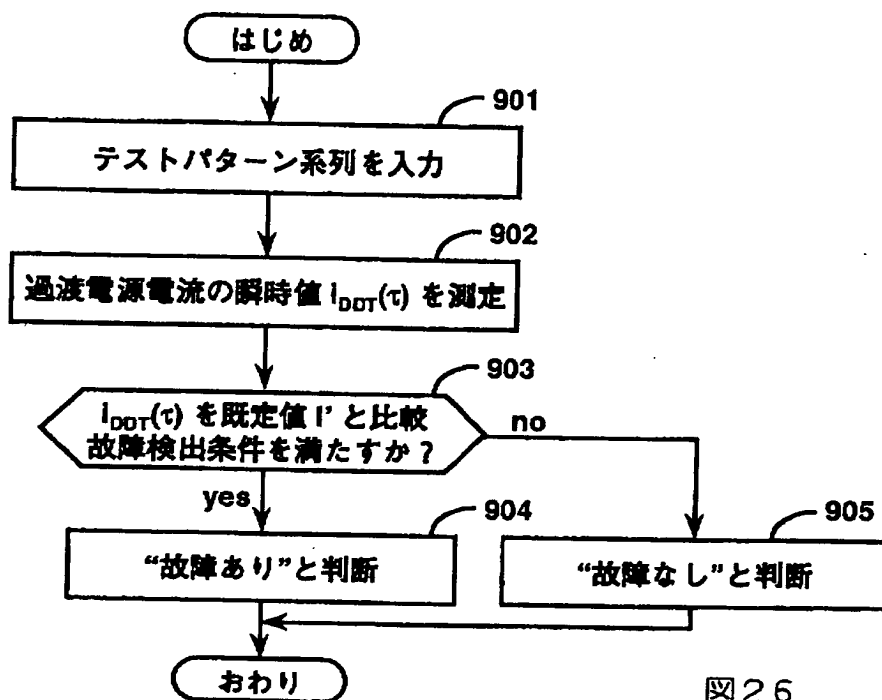 はじめ
901
テストパターン系列を入力
902
過渡電源電流の瞬時値 iDDT(τ) を測定
903
iDDT(τ) を既定値 I' と比較
故障検出条件を満たすか?
no
yes
904
“故障あり”と判断
905
“故障なし”と判断
おわり
図26